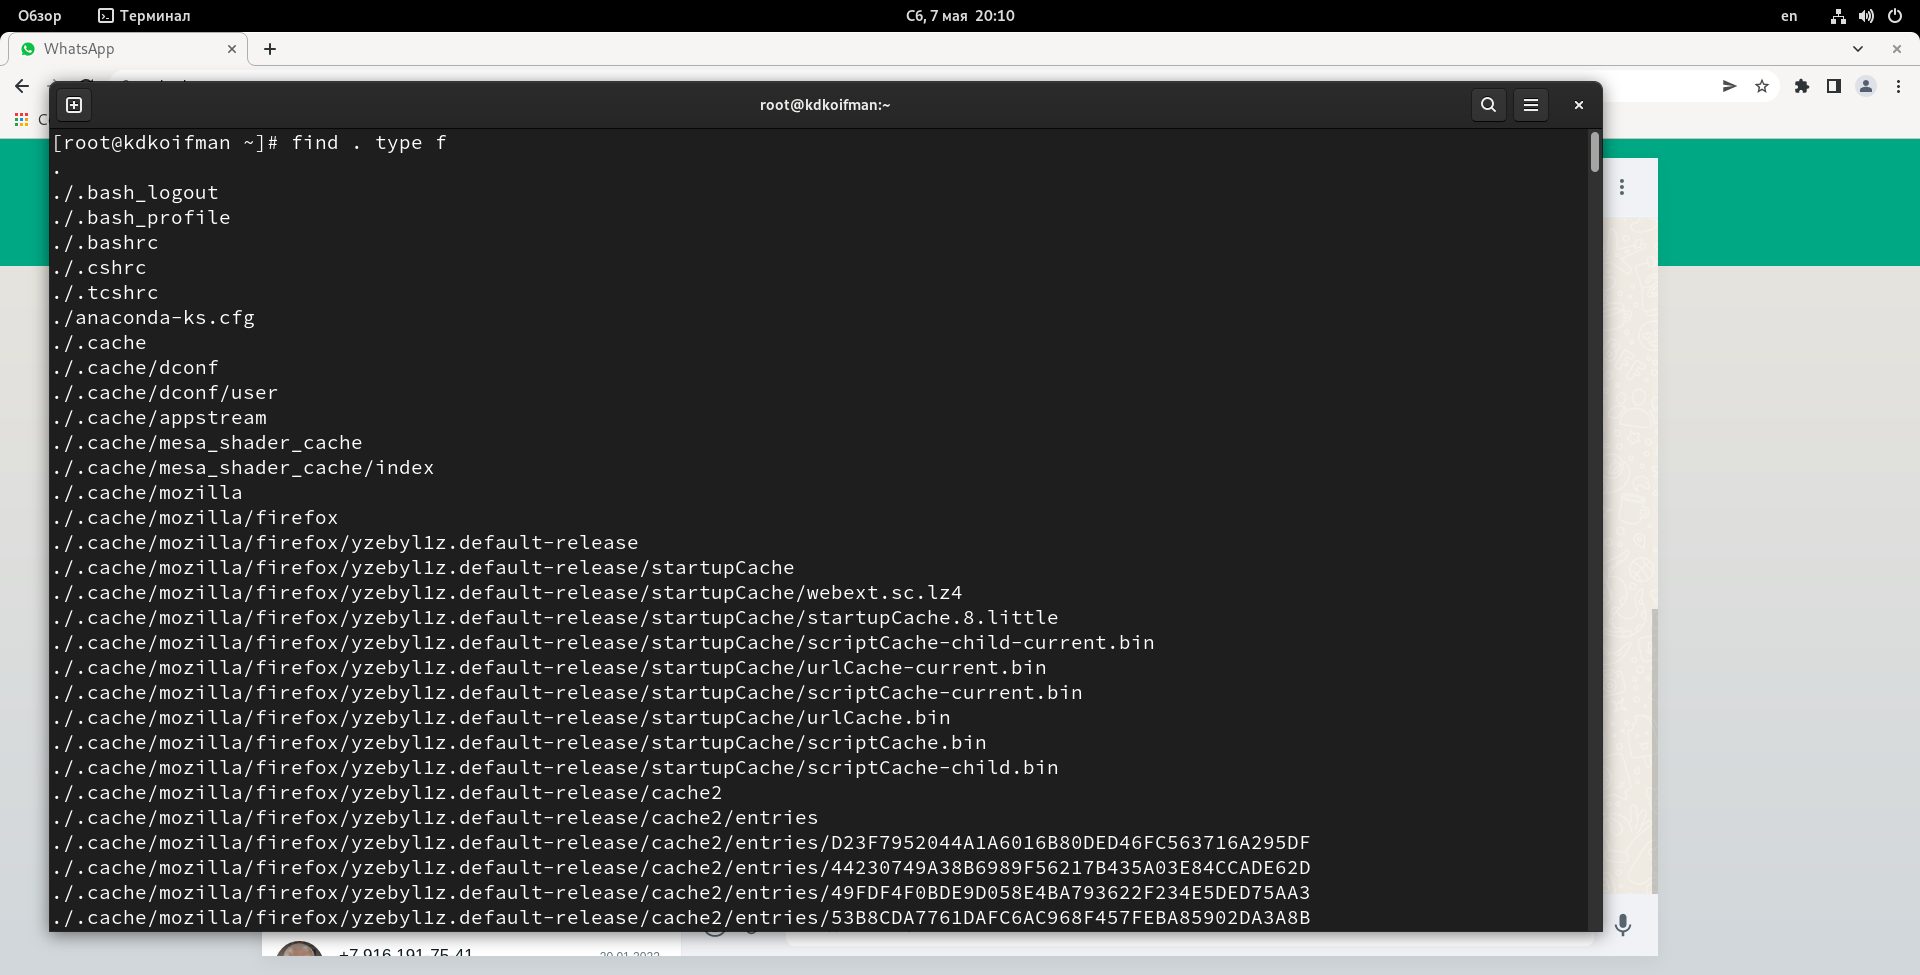 Обзор
Терминал
Сб, 7 мая 20:10
en
WhatsApp
root@kdkoifman:~
[root@kdkoifman ~]# find . type f
.
./.bash_logout
./.bash_profile
./.bashrc
./.cshrc
./.tcshrc
./anaconda-ks.cfg
./.cache
./.cache/dconf
./.cache/dconf/user
./.cache/appstream
./.cache/mesa_shader_cache
./.cache/mesa_shader_cache/index
./.cache/mozilla
./.cache/mozilla/firefox
./.cache/mozilla/firefox/yzebyl1z.default-release
./.cache/mozilla/firefox/yzebyl1z.default-release/startupCache
./.cache/mozilla/firefox/yzebyl1z.default-release/startupCache/webext.sc.lz4
./.cache/mozilla/firefox/yzebyl1z.default-release/startupCache/startupCache.8.little
./.cache/mozilla/firefox/yzebyl1z.default-release/startupCache/scriptCache-child-current.bin
./.cache/mozilla/firefox/yzebyl1z.default-release/startupCache/urlCache-current.bin
./.cache/mozilla/firefox/yzebyl1z.default-release/startupCache/scriptCache-current.bin
./.cache/mozilla/firefox/yzebyl1z.default-release/startupCache/urlCache.bin
./.cache/mozilla/firefox/yzebyl1z.default-release/startupCache/scriptCache.bin
./.cache/mozilla/firefox/yzebyl1z.default-release/startupCache/scriptCache-child.bin
./.cache/mozilla/firefox/yzebyl1z.default-release/cache2
./.cache/mozilla/firefox/yzebyl1z.default-release/cache2/entries
./.cache/mozilla/firefox/yzebyl1z.default-release/cache2/entries/D23F7952044A1A6016B80DED46FC563716A295DF
./.cache/mozilla/firefox/yzebyl1z.default-release/cache2/entries/44230749A38B6989F56217B435A03E84CCADE62D
./.cache/mozilla/firefox/yzebyl1z.default-release/cache2/entries/49FDF4F0BDE9D058E4BA793622F234E5DED75AA3
./.cache/mozilla/firefox/yzebyl1z.default-release/cache2/entries/53B8CDA7761DAFC6AC968F457FEBA85902DA3A8B
+7 916 191-75-41